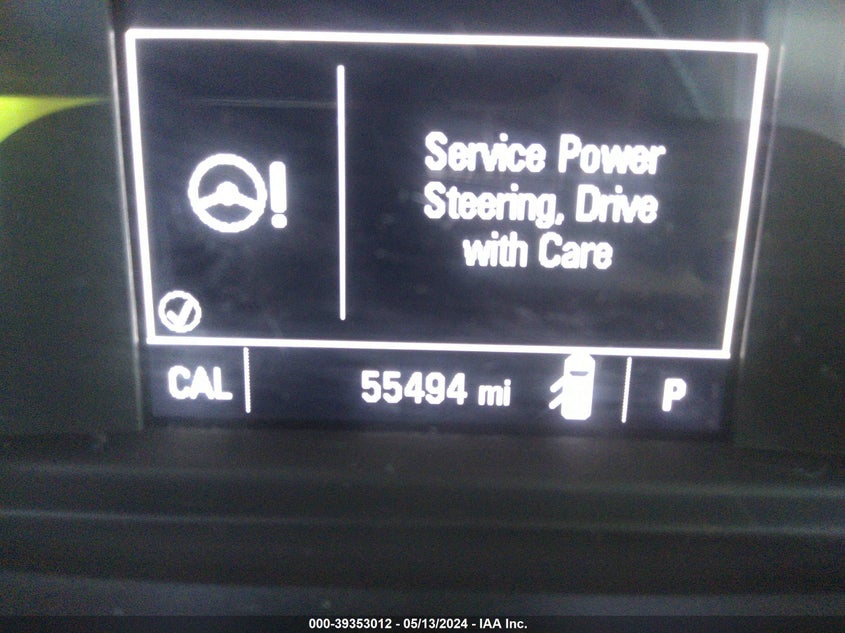 Service Power
Steering, Drive
with Care
CAL
55494 mi
P
000-39353012 - 05/13/2024 - IAA Inc.